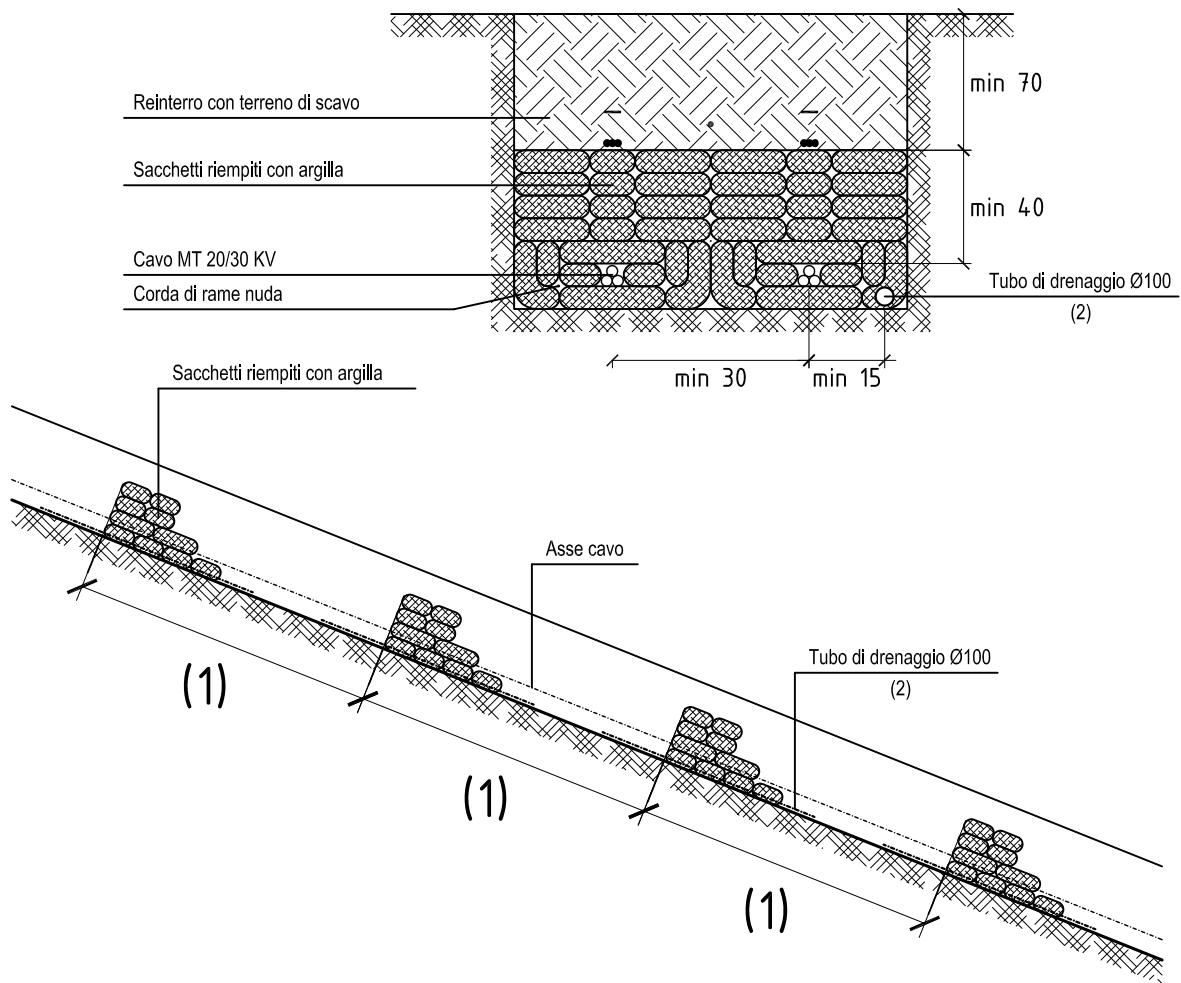 min 70
Reinterro con terreno di scavo
Sacchetti riempiti con argilla
min 40
Cavo MT 20/30 KV
Corda di rame nuda
Tubo di drenaggio Ø100
(2)
min 30
min 15
Sacchetti riempiti con argilla
Asse cavo
Tubo di drenaggio Ø100
(2)
(1)
(1)
(1)